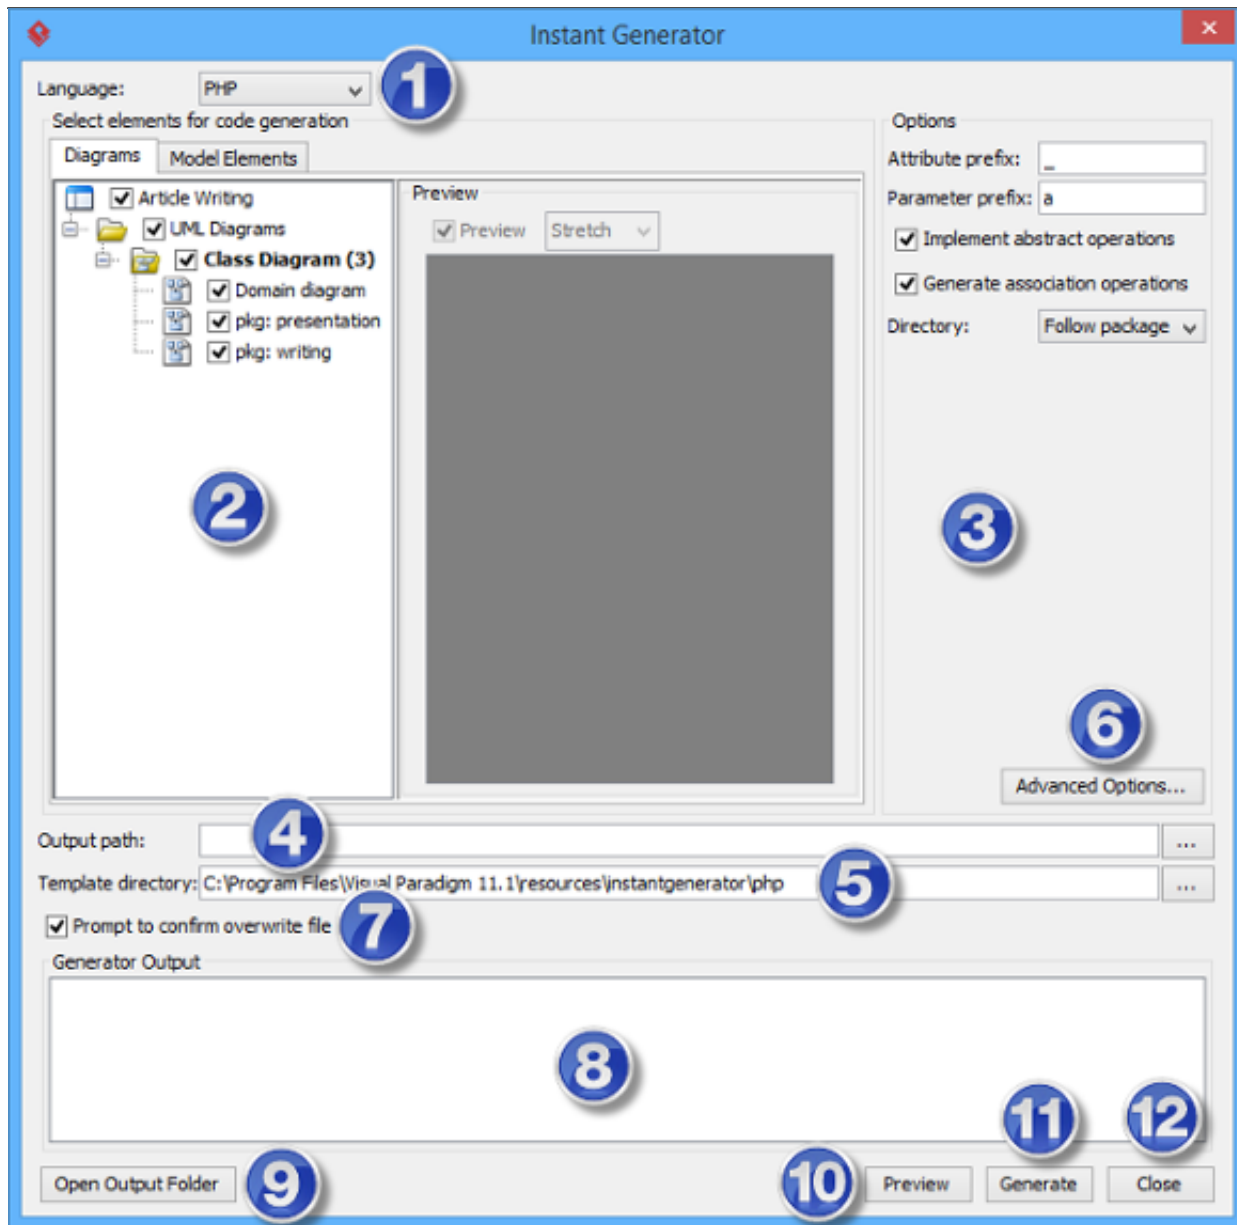 Instant Generator
Language: PHP 1
Select elements for code generation
Options
Diagrams Model Elements
Attribute prefix: _
Article Writing
Preview
Parameter prefix: a
UML Diagrams
Preview Stretch
Implement abstract operations
Class Diagram (3)
Domain diagram
Generate association operations
pkg: presentation
Directory: Follow package
pkg: writing
2
3
6
Advanced Options...
Output path: 4 ...
Template directory: C:\Program Files\Visual Paradigm 11.1\resources\instantgenerator\php 5 ...
Prompt to confirm overwrite file 7
Generator Output
8
11 12
Open Output Folder 9 10 Preview Generate Close